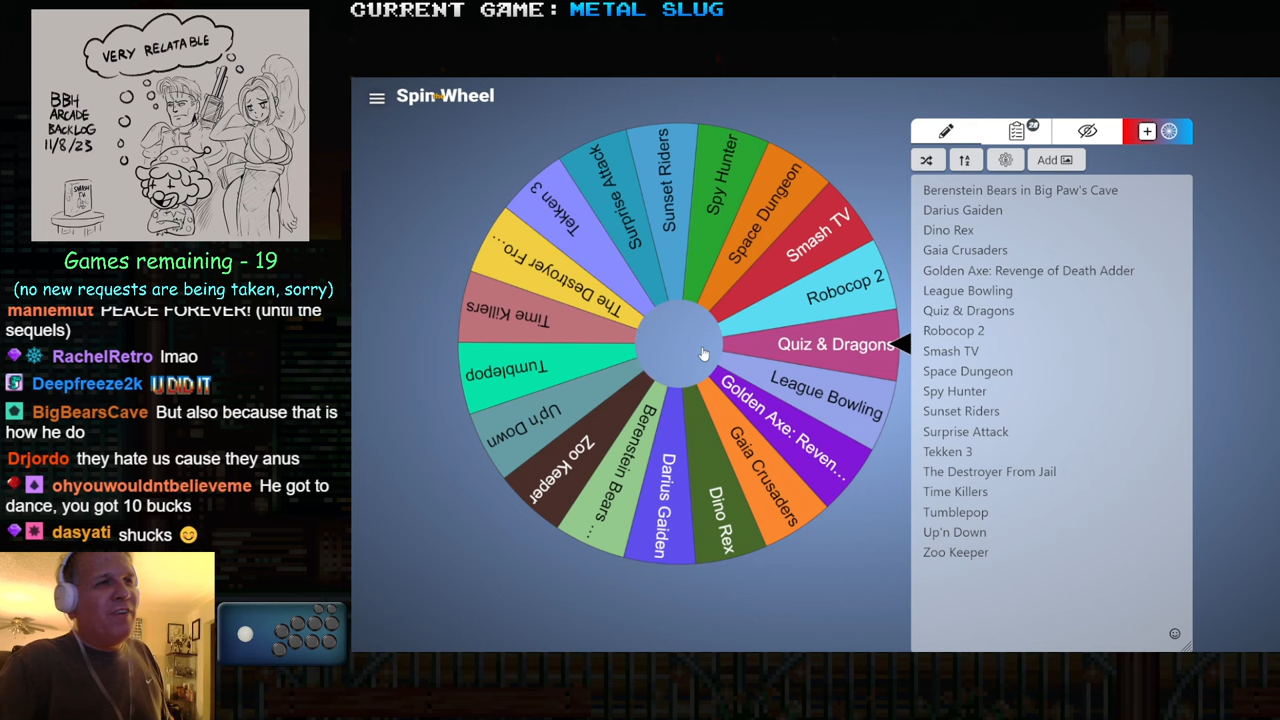 CURRENT GAME: METAL SLUG
VERY RELATABLE
BBH
ARCADE
BACKLOG
11/8/23
SMASH
TV
Games remaining - 19
(no new requests are being taken, sorry)
maniemiut PEACE FOREVER! (until the
sequels)
RachelRetro lmao
Deepfreeze2k U DID IT
BigBearsCave But also because that is
how he do
Drjordo they hate us cause they anus
ohyouwouldntbelieveme He got to
dance, you got 10 bucks
dasyati shucks
Spin the Wheel
Sunset Riders
Spy Hunter
Space Dungeon
Smash TV
Robocop 2
Quiz & Dragons
League Bowling
Golden Axe: Reven...
Gaia Crusaders
Dino Rex
Darius Gaiden
Berenstein Bears ...
Zoo Keeper
Up'n Down
Tumblepop
Time Killers
The Destroyer Fro...
Tekken 3
Surprise Attack
Add
Berenstein Bears in Big Paw's Cave
Darius Gaiden
Dino Rex
Gaia Crusaders
Golden Axe: Revenge of Death Adder
League Bowling
Quiz & Dragons
Robocop 2
Smash TV
Space Dungeon
Spy Hunter
Sunset Riders
Surprise Attack
Tekken 3
The Destroyer From Jail
Time Killers
Tumblepop
Up'n Down
Zoo Keeper